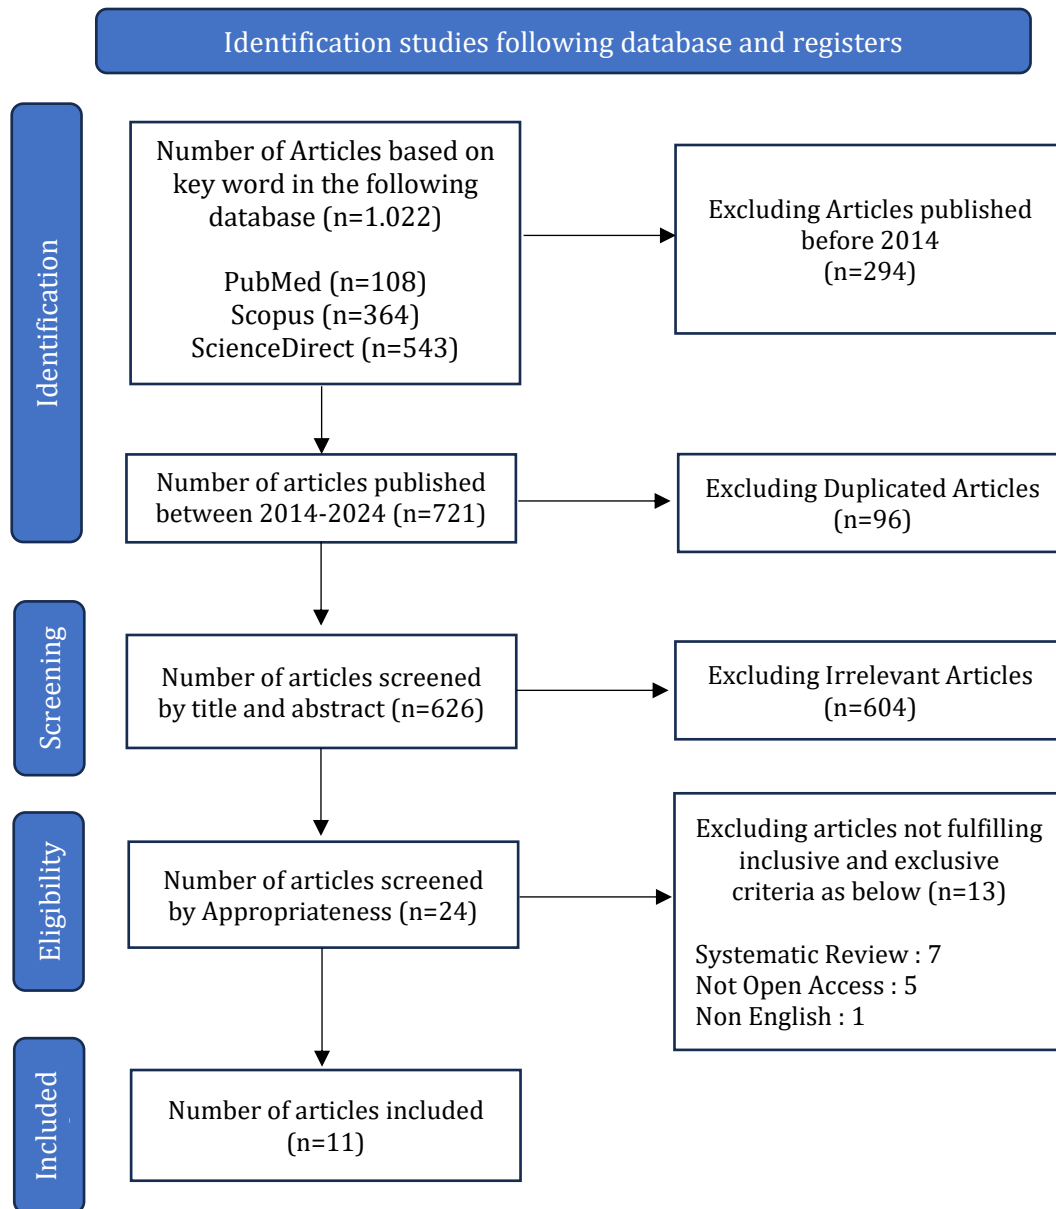 Identification studies following database and registers
Identification
Number of Articles based on
key word in the following
database (n=1.022)
PubMed (n=108)
Scopus (n=364)
ScienceDirect (n=543)
Excluding Articles published
before 2014
(n=294)
Number of articles published
between 2014-2024 (n=721)
Excluding Duplicated Articles
(n=96)
Screening
Number of articles screened
by title and abstract (n=626)
Excluding Irrelevant Articles
(n=604)
Eligibility
Number of articles screened
by Appropriateness (n=24)
Excluding articles not fulfilling
inclusive and exclusive
criteria as below (n=13)
Systematic Review : 7
Not Open Access : 5
Non English : 1
Included
Number of articles included
(n=11)